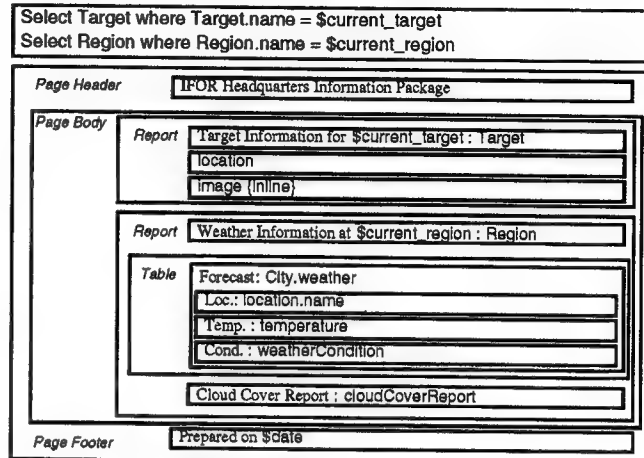 Select Target where Target.name = $current_target
Select Region where Region.name = $current_region
Page Header IFOR Headquarters Information Package
Page Body
Report Target Information for $current_target : Target
location
image {inline}
Report Weather Information at $current_region : Region
Table Forecast: City.weather
Loc.: location.name
Temp. : temperature
Cond. : weatherCondition
Cloud Cover Report : cloudCoverReport
Page Footer Prepared on $date